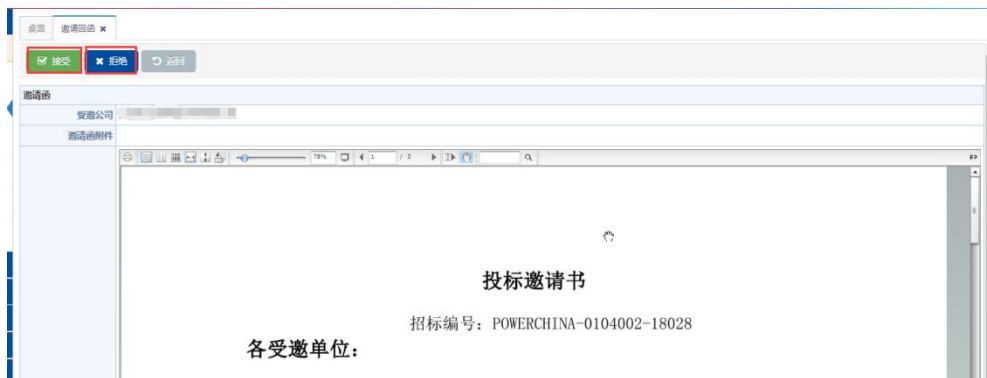 桌面 邀请回函 ×
接受 × 拒绝 返回
邀请函
受邀公司
邀请函附件
78% 1 / 3
投标邀请书
招标编号：POWERCHINA-0104002-18028
各受邀单位：